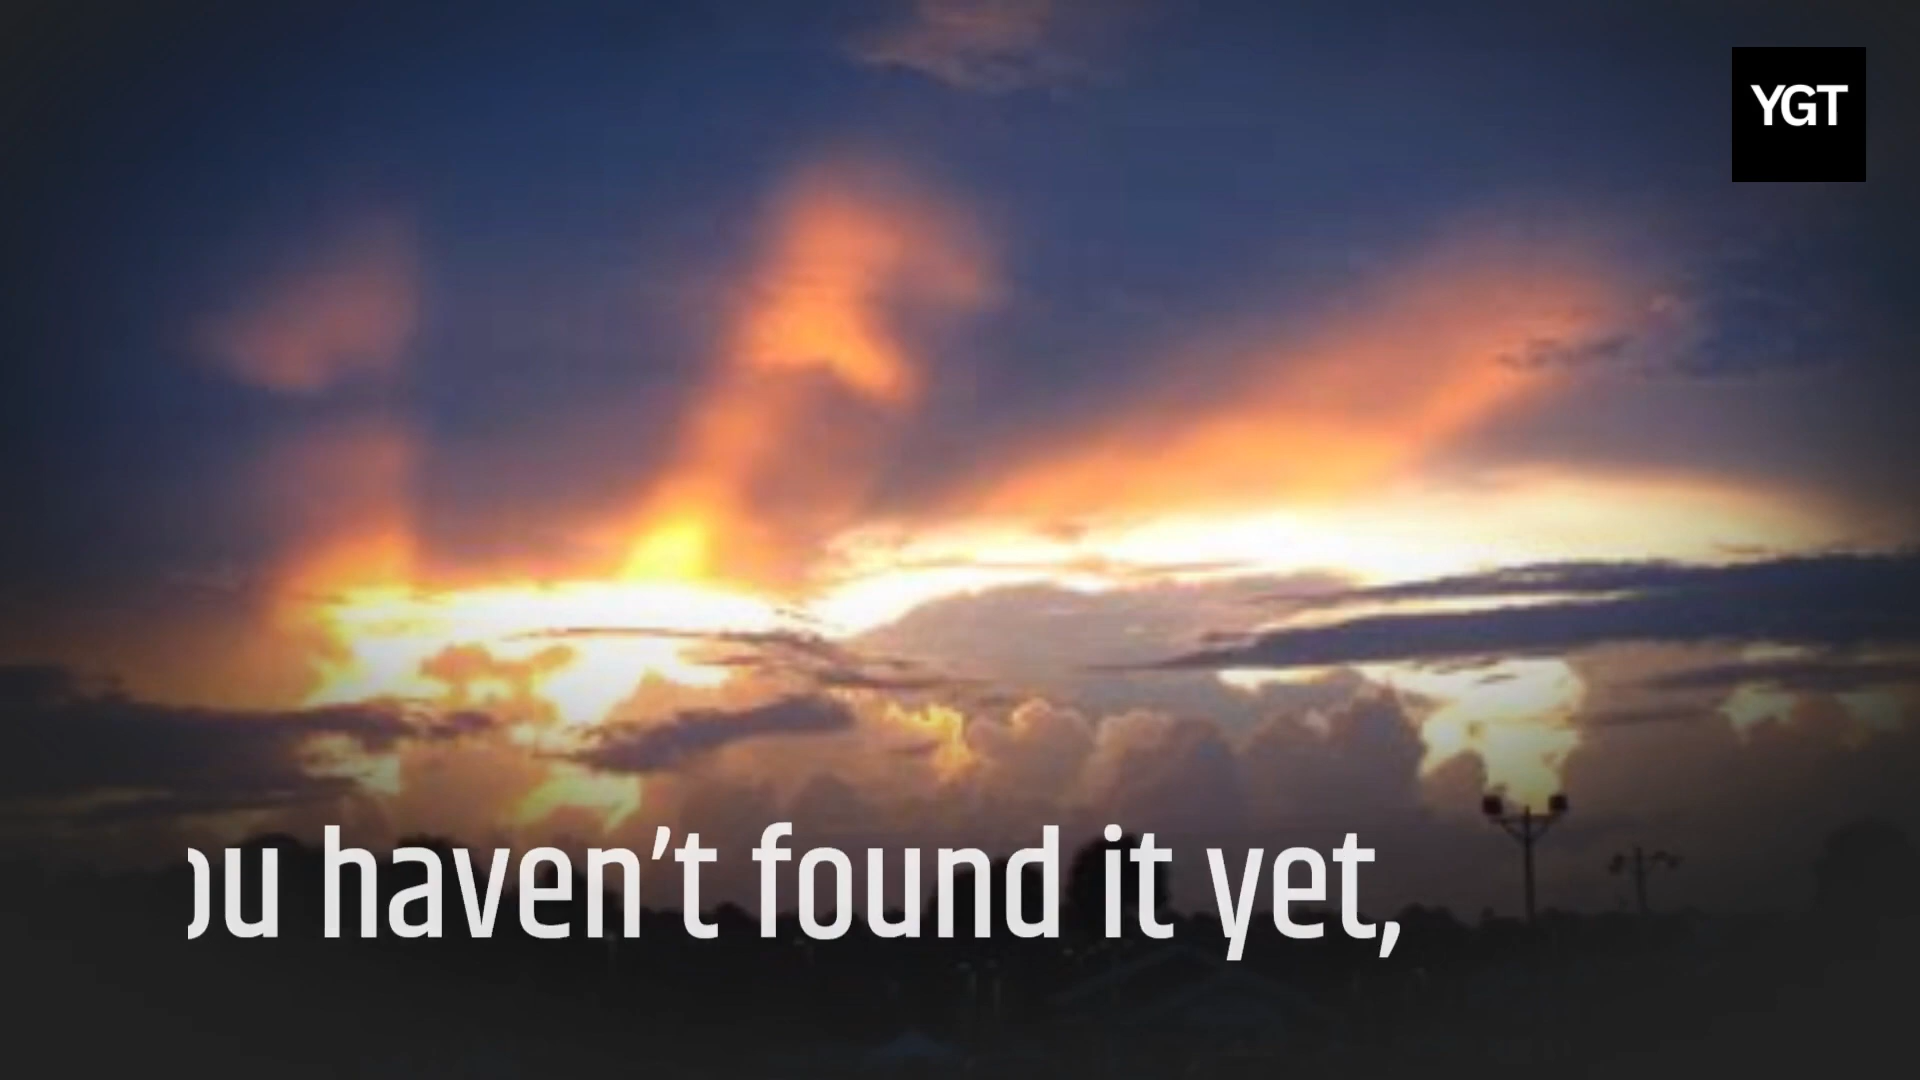 YGT
ou haven’t found it yet,